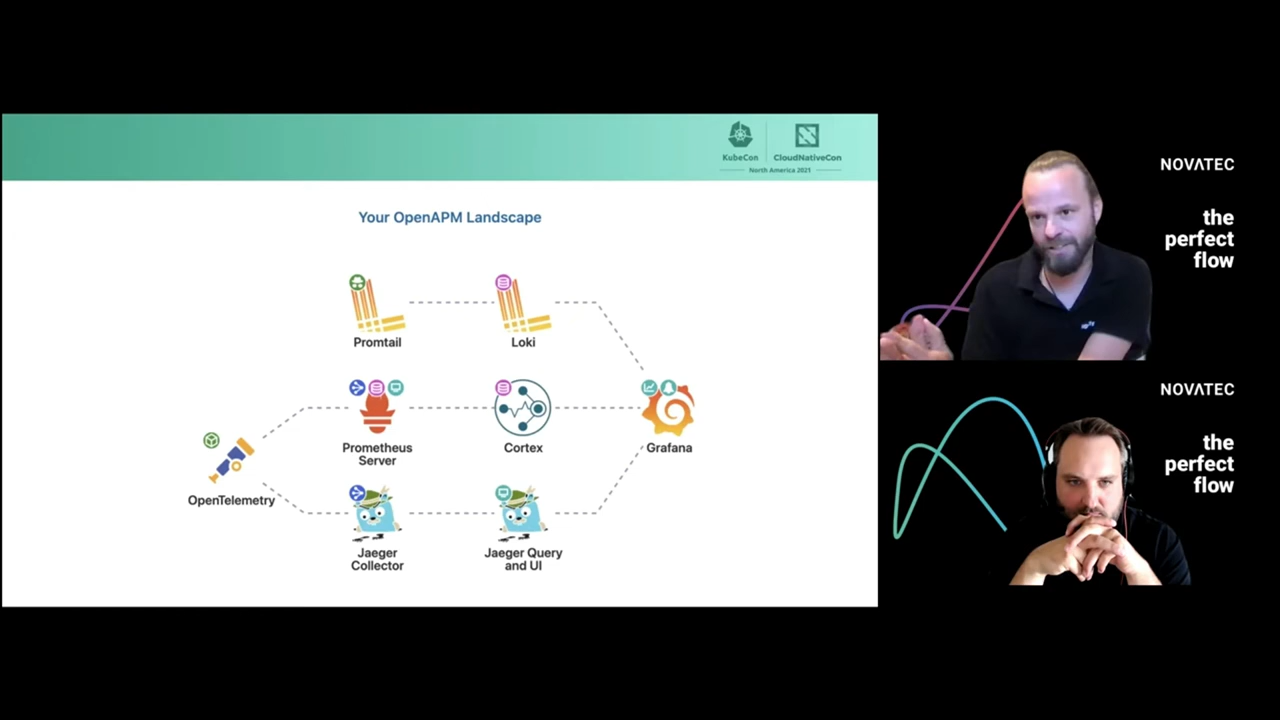 KubeCon
CloudNativeCon
North America 2021
Your OpenAPM Landscape
Promtail
Loki
Prometheus
Server
Cortex
Grafana
OpenTelemetry
Jaeger
Collector
Jaeger Query
and UI
NOVATEC
the
perfect
flow
NOVATEC
the
perfect
flow